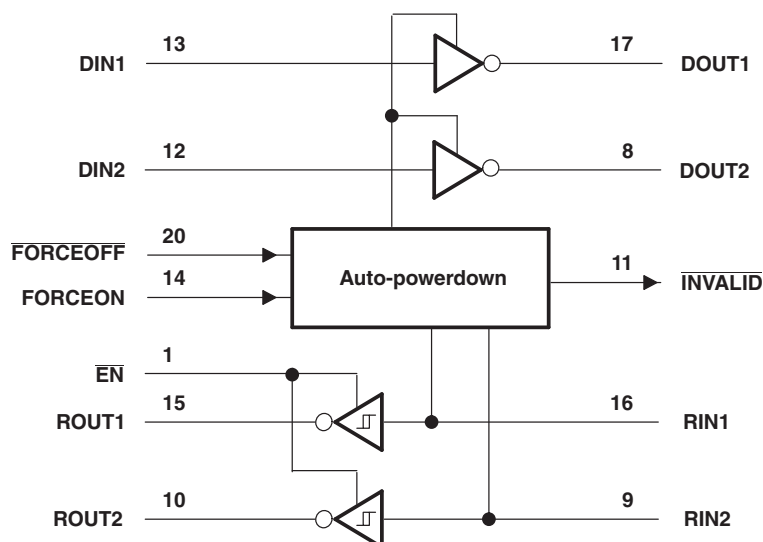 DIN1 13 17 DOUT1
DIN2 12 8 DOUT2
FORCEOFF 20
Auto-powerdown 11 INVALID
FORCEON 14
EN 1
ROUT1 15 16 RIN1
ROUT2 10 9 RIN2